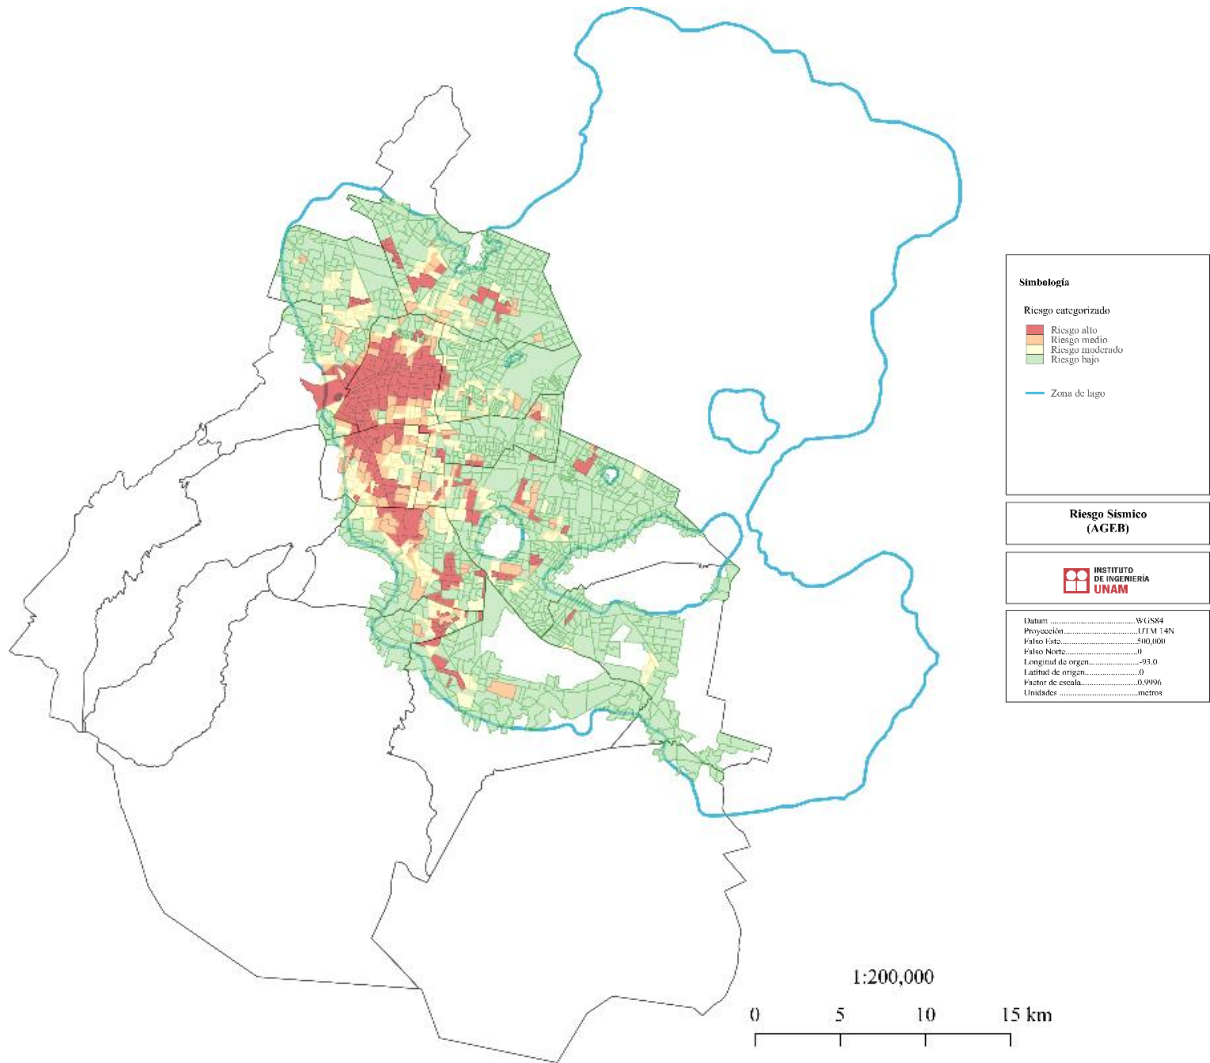 Simbología
Riesgo categorizado
Riesgo alto
Riesgo medio
Riesgo moderado
Riesgo bajo
Zona de lago
Riesgo Sísmico
(AGEB)
INSTITUTO
DE INGENIERÍA
UNAM
Datum ........................................WGS84
Proyección...................................UTM 14N
Falso Este....................................500,000
Falso Norte..................................0
Longitud de orgen........................-93.0
Latitud de origen..........................0
Factor de escala...........................0.9996
Unidades .....................................metros
1:200,000
0 5 10 15 km